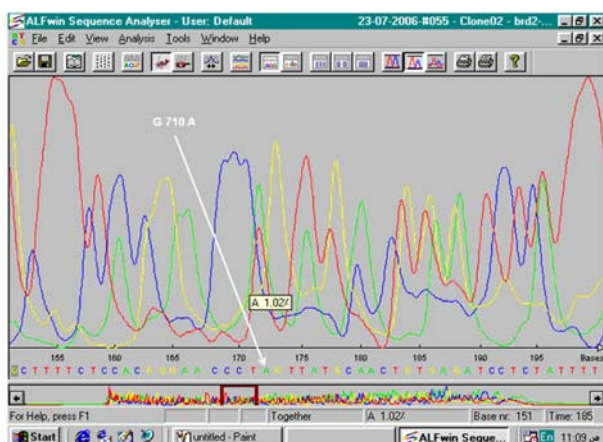 ALFwin Sequence Analyser - User: Default 23-07-2006-#055 - Clone02 - brd2-...
File Edit View Analysis Tools Window Help
G 710 A
A 1.02%
155 160 165 170 175 180 185 190 195 Bases
For Help, press F1 Together A 1.02% Base nr: 151 Time: 185
Start untitled - Paint ALFwin Seque... En 11:09